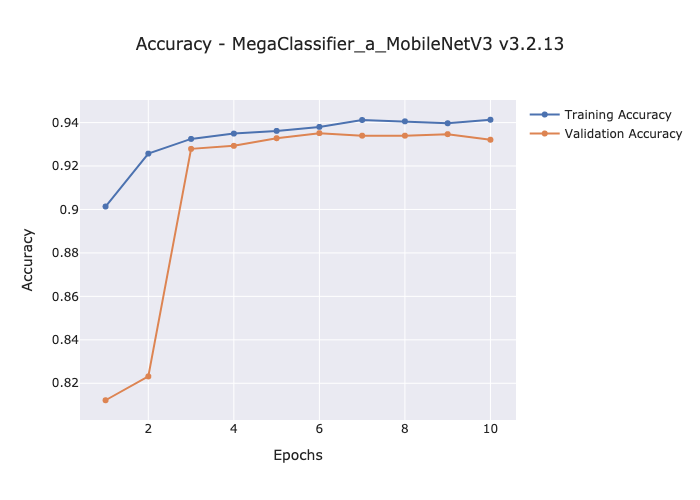 Accuracy - MegaClassifier_a_MobileNetV3 v3.2.13
Training Accuracy
Validation Accuracy
0.94
0.92
0.9
0.88
0.86
0.84
0.82
Accuracy
2 4 6 8 10
Epochs